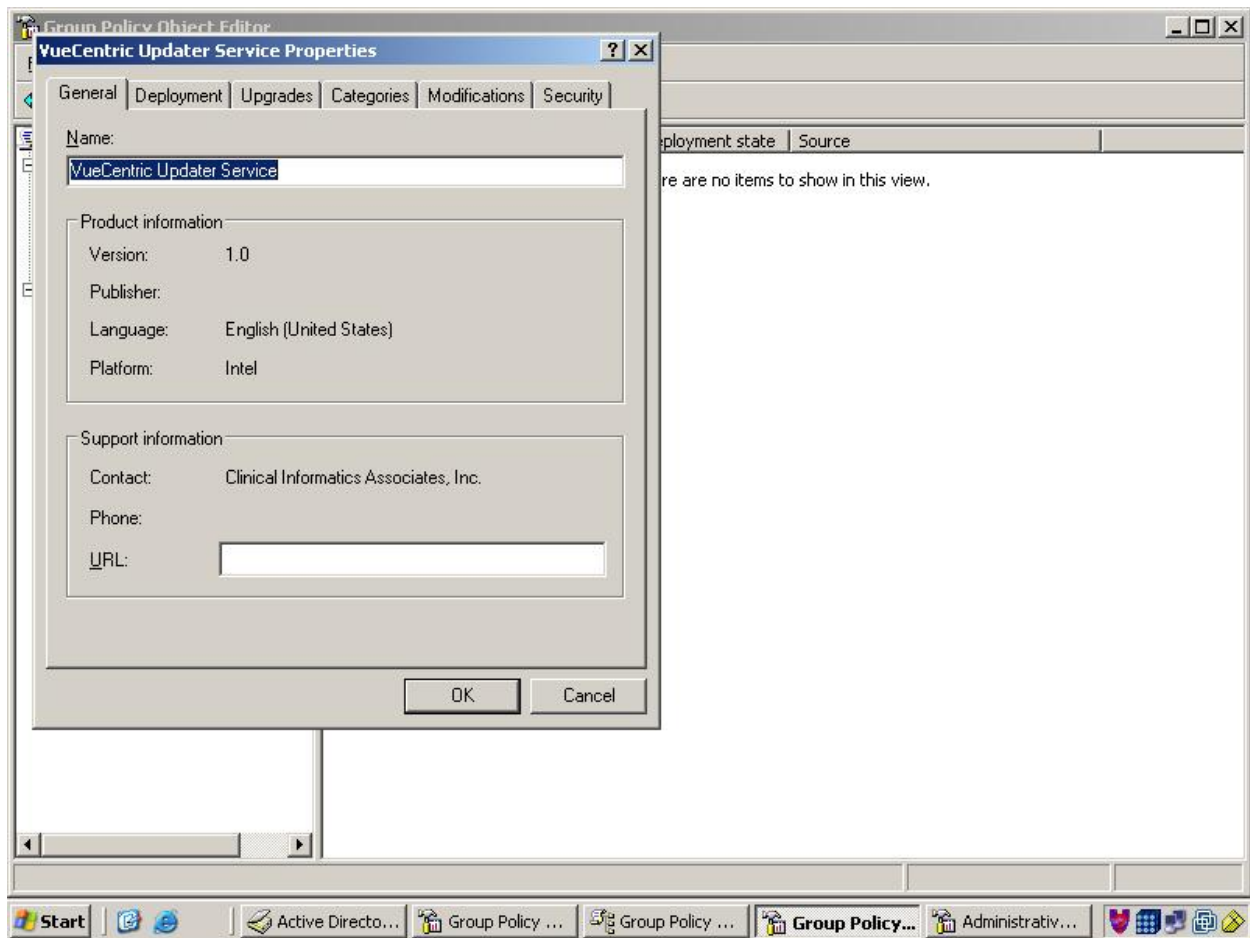 Group Policy Object Editor
VueCentric Updater Service Properties
General Deployment Upgrades Categories Modifications Security
Name:
VueCentric Updater Service
Product information
Version: 1.0
Publisher:
Language: English (United States)
Platform: Intel
Support information
Contact: Clinical Informatics Associates, Inc.
Phone:
URL:
OK Cancel
ployment state Source
re are no items to show in this view.
Start Active Directo... Group Policy ... Group Policy ... Group Policy... Administrativ...